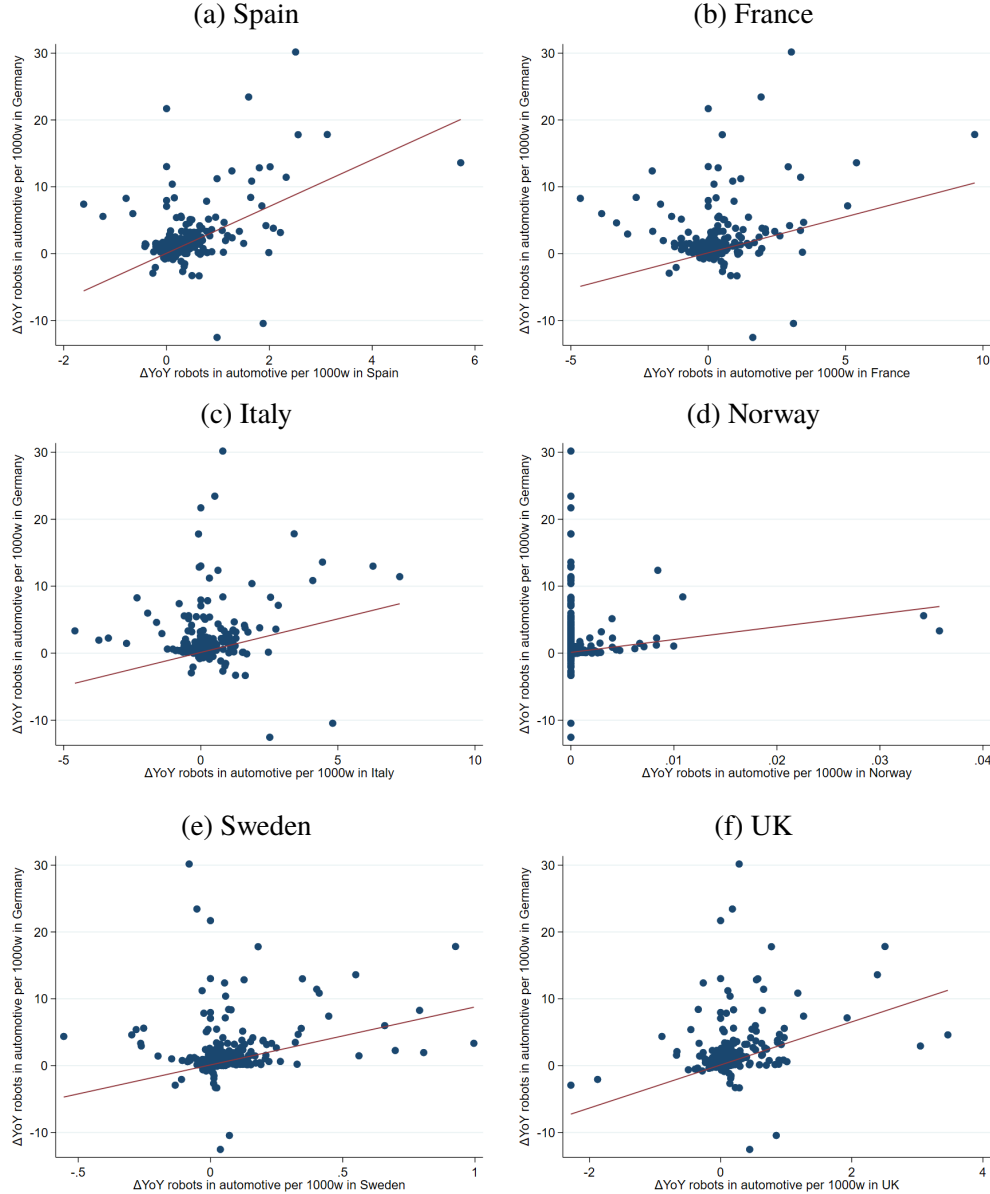 (a) Spain
ΔYoY robots in automotive per 1000w in Germany
30
20
10
0
-10
-2 0 2 4 6
ΔYoY robots in automotive per 1000w in Spain
(b) France
ΔYoY robots in automotive per 1000w in Germany
30
20
10
0
-10
-5 0 5 10
ΔYoY robots in automotive per 1000w in France
(c) Italy
ΔYoY robots in automotive per 1000w in Germany
30
20
10
0
-10
-5 0 5 10
ΔYoY robots in automotive per 1000w in Italy
(d) Norway
ΔYoY robots in automotive per 1000w in Germany
30
20
10
0
-10
0 .01 .02 .03 .04
ΔYoY robots in automotive per 1000w in Norway
(e) Sweden
ΔYoY robots in automotive per 1000w in Germany
30
20
10
0
-10
-.5 0 .5 1
ΔYoY robots in automotive per 1000w in Sweden
(f) UK
ΔYoY robots in automotive per 1000w in Germany
30
20
10
0
-10
-2 0 2 4
ΔYoY robots in automotive per 1000w in UK